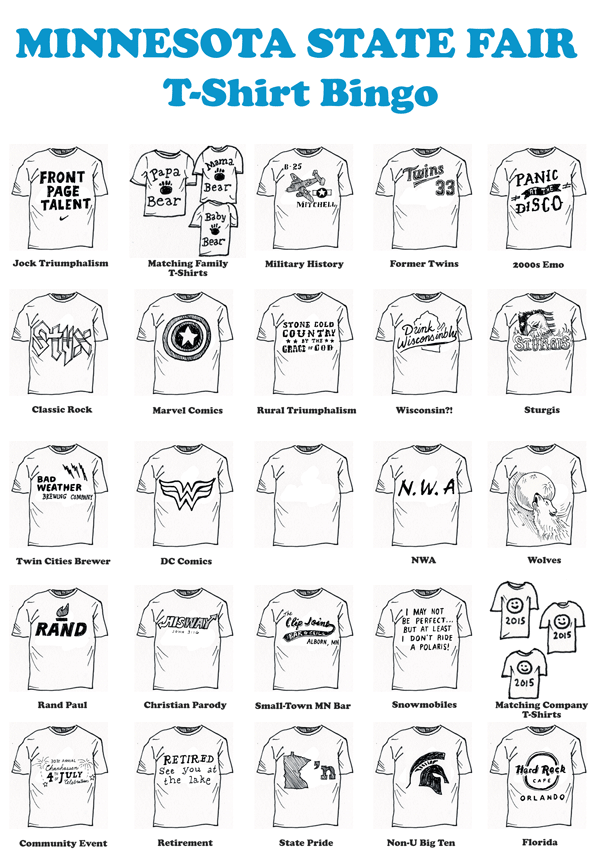 MINNESOTA STATE FAIR
T-Shirt Bingo
FRONT
PAGE
TALENT
Jock Triumphalism
Papa
Bear
Mama
Bear
Baby
Bear
Matching Family
T-Shirts
B-25
MITCHELL
Military History
Twins
33
Former Twins
PANIC
AT THE
DISCO
2000s Emo
STYX
Classic Rock
Marvel Comics
STONE COLD
COUNTRY
BY THE
GRACE OF GOD
Rural Triumphalism
Drink
Wisconsinbly
Wisconsin?!
STURGIS
Sturgis
BAD
WEATHER
BREWING COMPANY
Twin Cities Brewer
DC Comics
N.W.A
NWA
Wolves
RAND
Rand Paul
HISWAY
JOHN 3:16
Christian Parody
The
Clip Joint
BAR & GRILL
ALBORN, MN
Small-Town MN Bar
I MAY NOT
BE PERFECT...
BUT AT LEAST
I DON'T RIDE
A POLARIS!
Snowmobiles
2015
2015
2015
Matching Company
T-Shirts
Chanhassen
4th of JULY
Celebration
Community Event
RETIRED
See you at
the lake
Retirement
'n
State Pride
Non-U Big Ten
Hard Rock
CAFE
ORLANDO
Florida